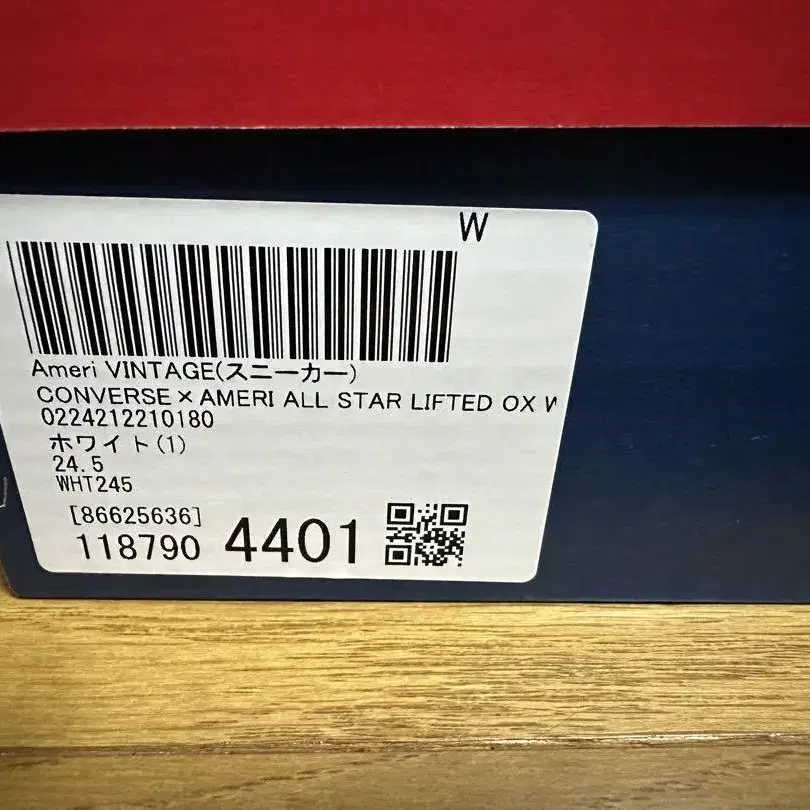 W
Ameri VINTAGE(スニーカー)
CONVERSE×AMERI ALL STAR LIFTED OX W
0224212210180
ホワイト(1)
24.5
WHT245
[86625636]
118790 4401